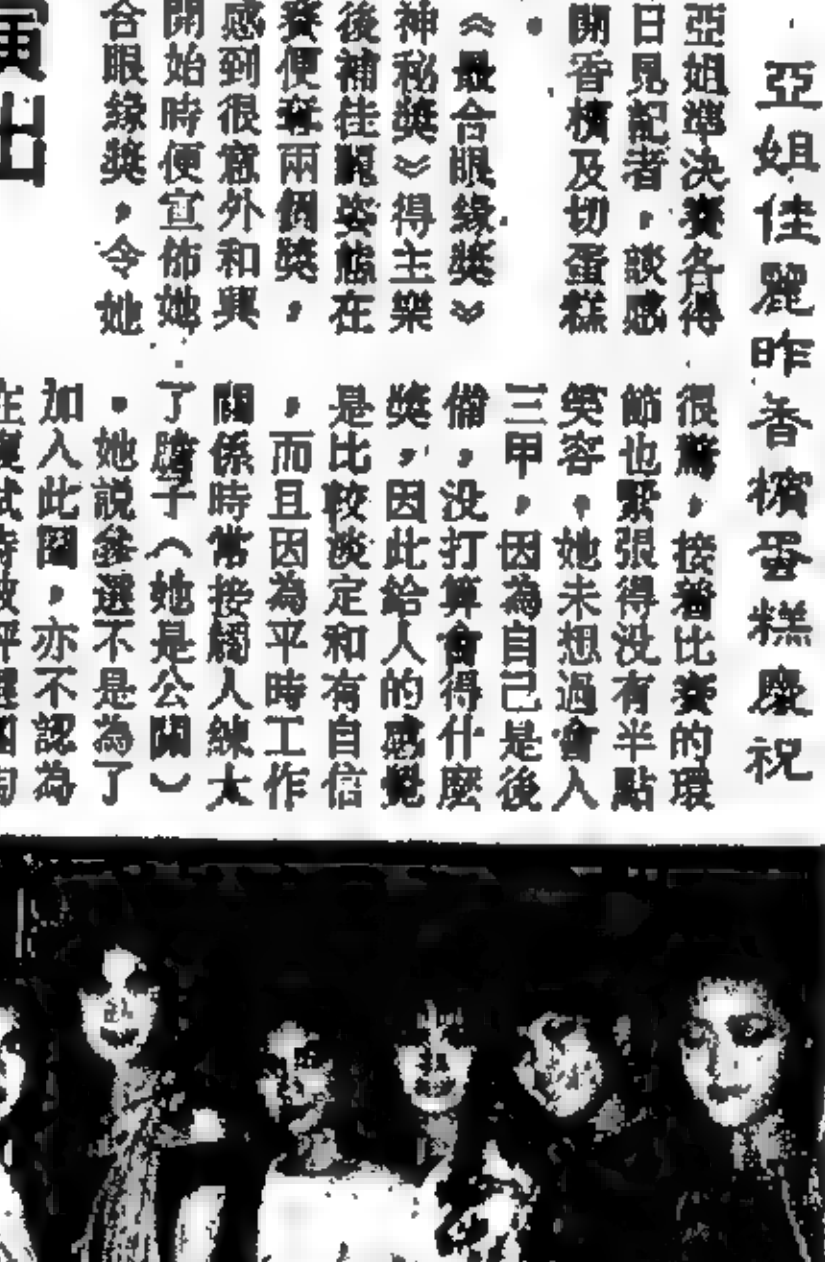 亞姐佳麗昨香檳蛋糕慶祝
亞姐準決賽各得
日見記者，談感
開香檳及切蛋糕
。
《最合眼緣獎》
神秘獎》得主樂
後補佳麗姿態在
賽便奪兩個獎，
感到很意外和興
開始時便宣佈她
合眼緣獎，令她
很驚，接著比賽的環
節也緊張得没有半點
笑容。她未想過會入
三甲，因為自己是後
備，没打算會得什麼
獎，因此給人的感覺
是比較淡定和有自信
，而且因為平時工作
關係時常接觸人練大
了膽子（她是公關）
。她說參選不是為了
加入此圈，亦不認為
演出